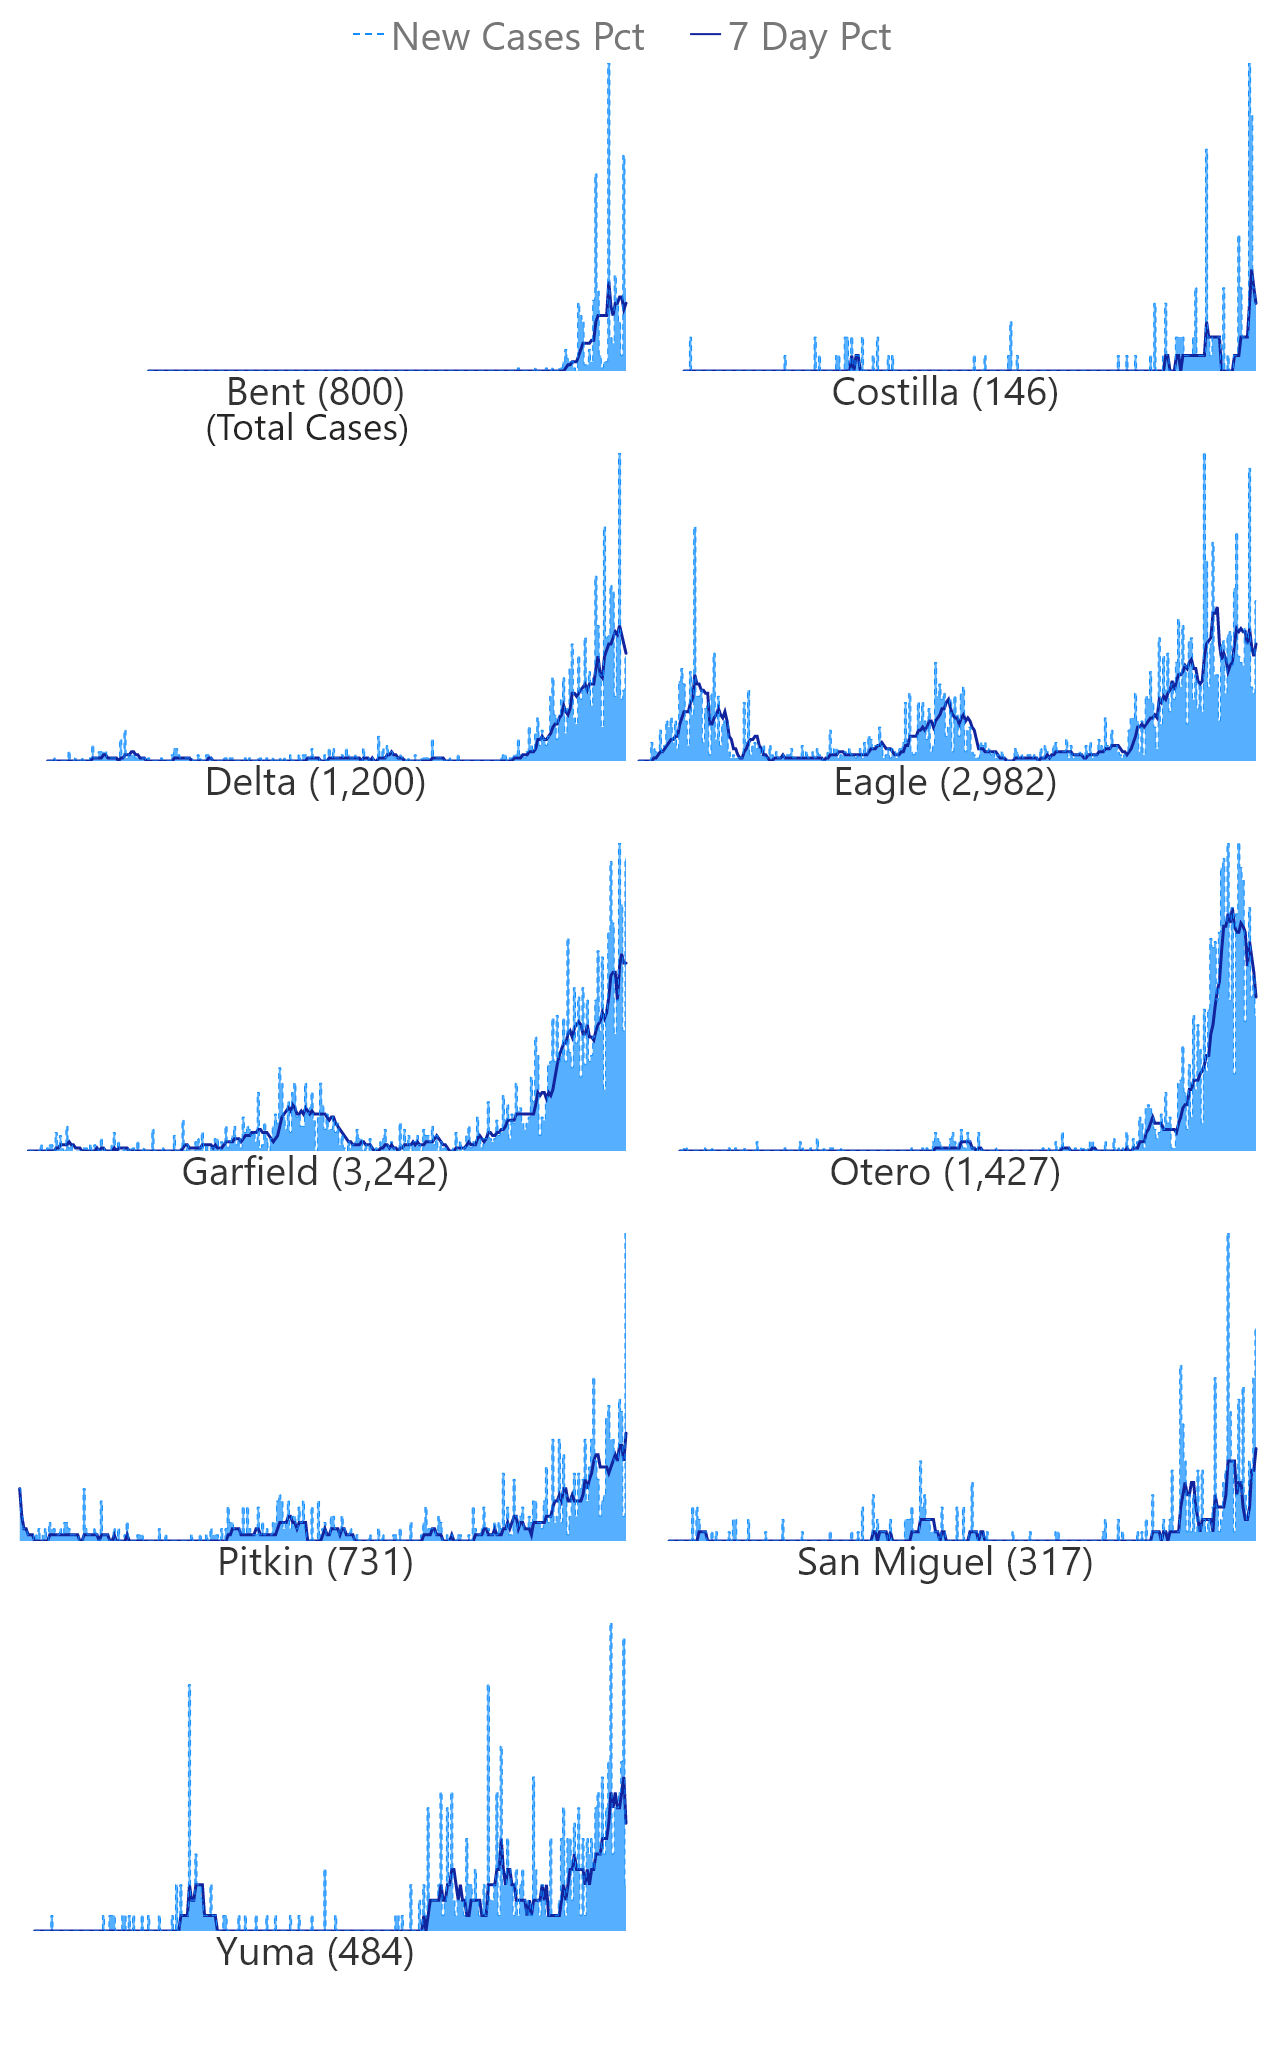 New Cases Pct 7 Day Pct
Bent (800) Costilla (146)
(Total Cases)
Delta (1,200) Eagle (2,982)
Garfield (3,242) Otero (1,427)
Pitkin (731) San Miguel (317)
Yuma (484)